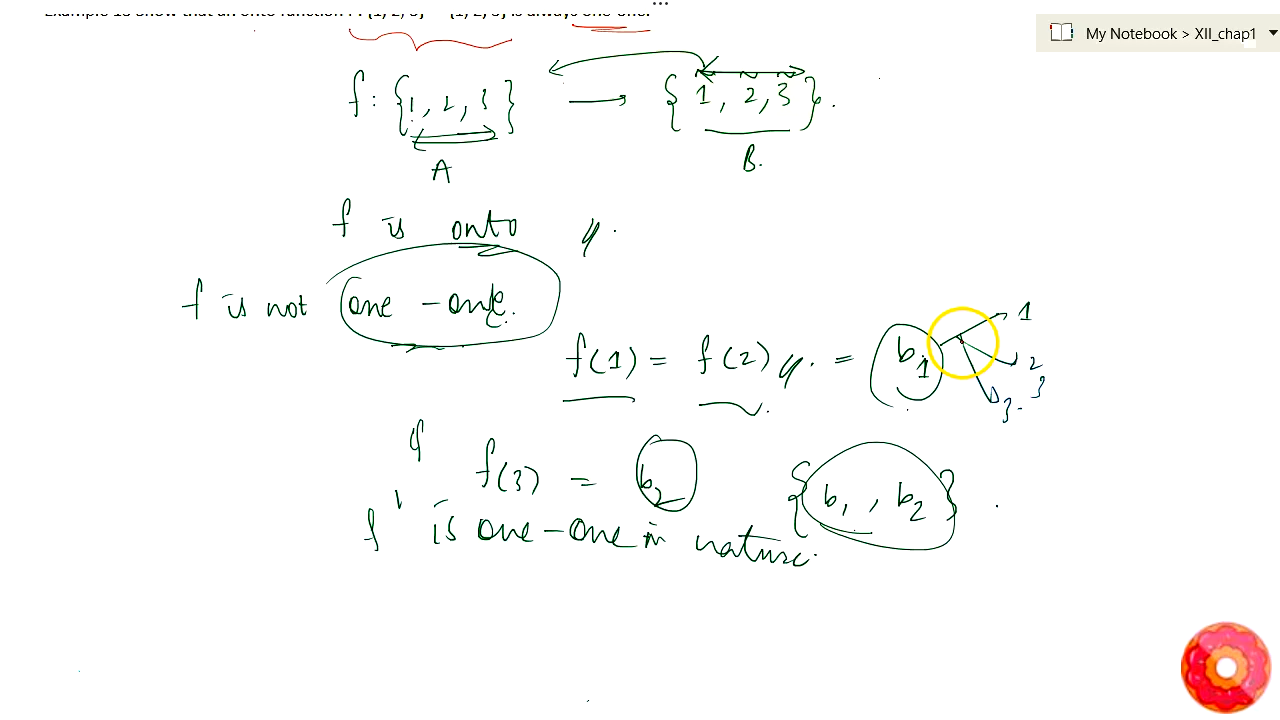 My Notebook > XII_chap1
f : {1, 2, 3} → {1, 2, 3}.
A B.
f is onto
f is not one-one.
f(1) = f(2) = b1 1
2
3
3.
f(3) = b2 {b1, b2}
f is one-one in nature.